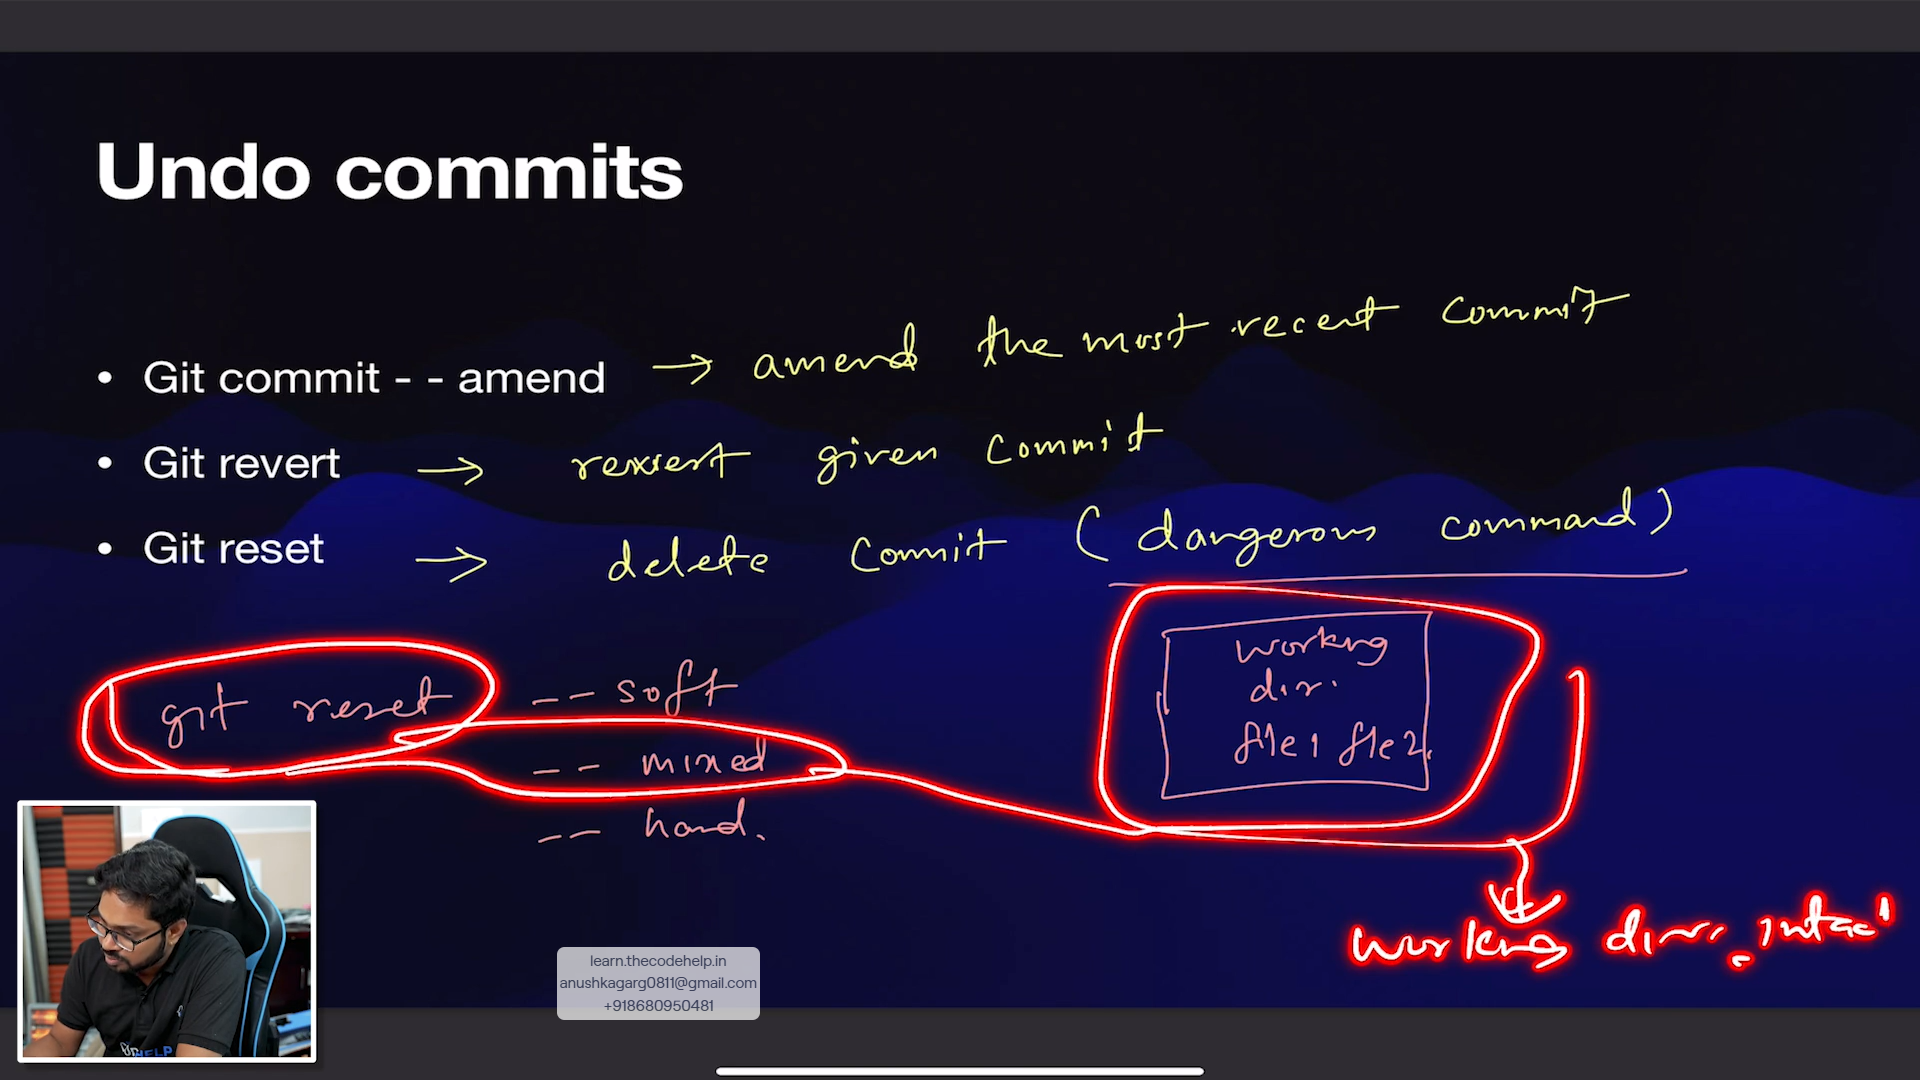 Undo commits
• Git commit - - amend → amend the most recent commit
• Git revert → revert given commit
• Git reset → delete commit (dangerous command)
git reset -- soft
-- mixed
-- hard.
working
dir.
file1 file2.
working dir. intact
learn.thecodehelp.in
anushkagarg0811@gmail.com
+918680950481
HELP